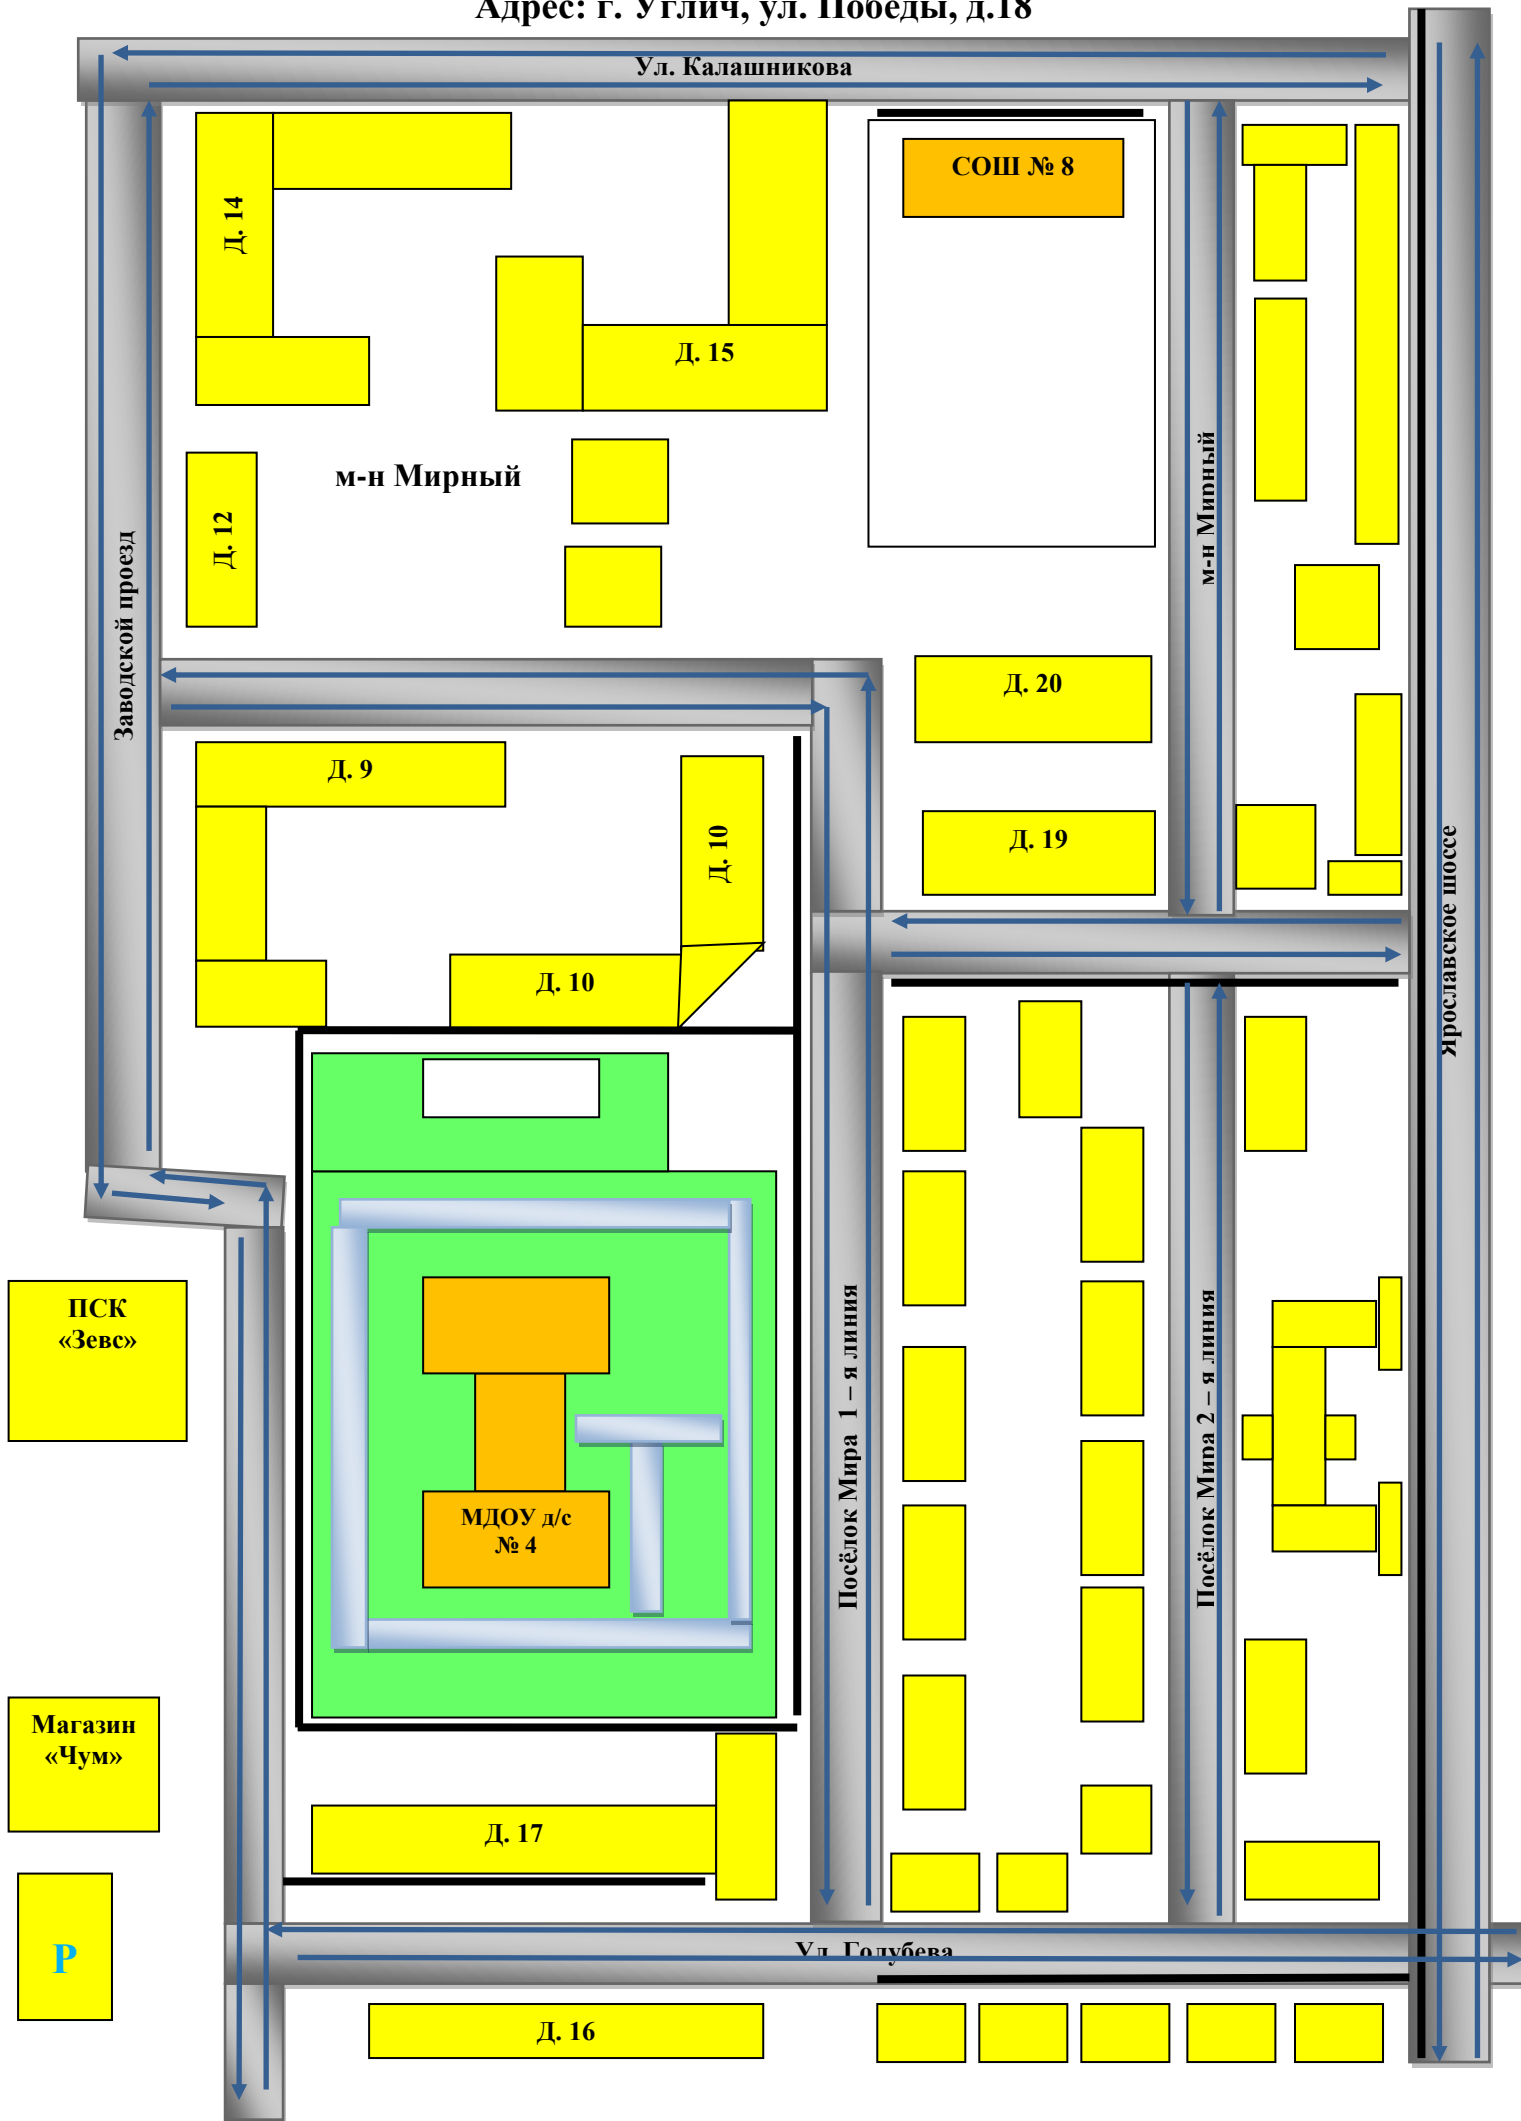 Адрес: г. Углич, ул. Победы, д.18
Ул. Калашникова
СОШ № 8
Д. 14
Д. 15
м-н Мирный
Д. 12
м-н Мирный
Заводской проезд
Д. 20
Д. 9
Д. 10
Д. 19
Ярославское шоссе
Д. 10
ПСК
«Зевс»
Посёлок Мира 1 – я линия
Посёлок Мира 2 – я линия
МДОУ д/с
№ 4
Магазин
«Чум»
Д. 17
Р
Ул. Голубева
Д. 16